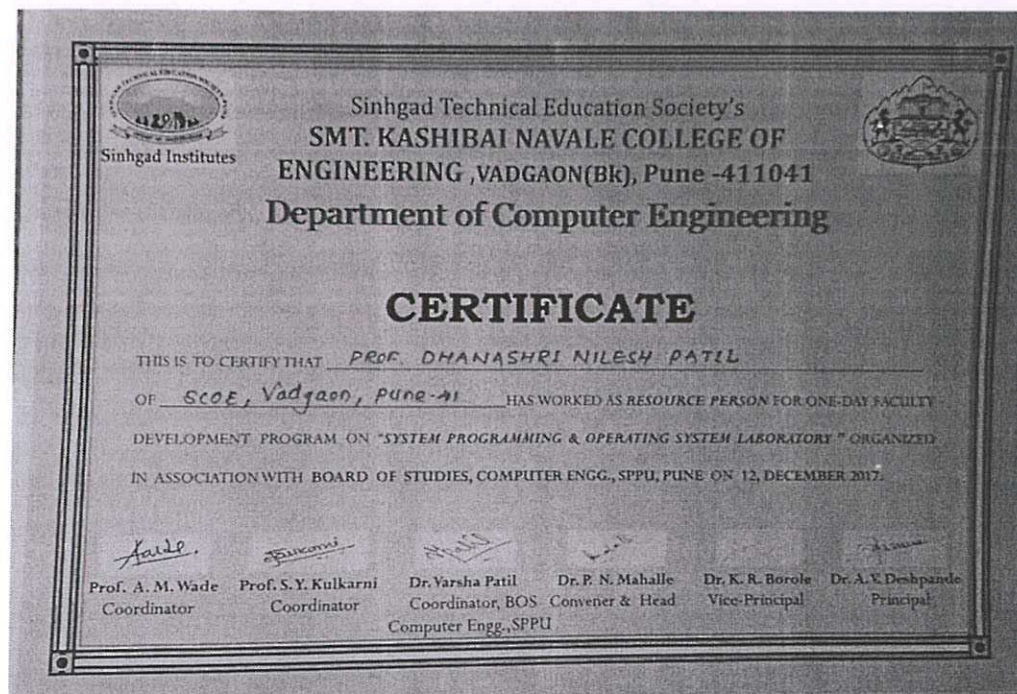 Sinhgad Institutes
Sinhgad Technical Education Society's
SMT. KASHIBAI NAVALE COLLEGE OF
ENGINEERING ,VADGAON(Bk), Pune -411041
Department of Computer Engineering
CERTIFICATE
THIS IS TO CERTIFY THAT PROF. DHANASHRI NILESH PATIL
OF SCOE, Vadgaon, Pune-41 HAS WORKED AS RESOURCE PERSON FOR ONE-DAY FACULTY
DEVELOPMENT PROGRAM ON "SYSTEM PROGRAMMING & OPERATING SYSTEM LABORATORY " ORGANIZED
IN ASSOCIATION WITH BOARD OF STUDIES, COMPUTER ENGG., SPPU, PUNE ON 12, DECEMBER 2017.
Prof. A. M. Wade Prof. S. Y. Kulkarni Dr. Varsha Patil Dr. P. N. Mahalle Dr. K. R. Borole Dr. A. V. Deshpande
Coordinator Coordinator Coordinator, BOS Convener & Head Vice-Principal Principal
Computer Engg.,SPPU